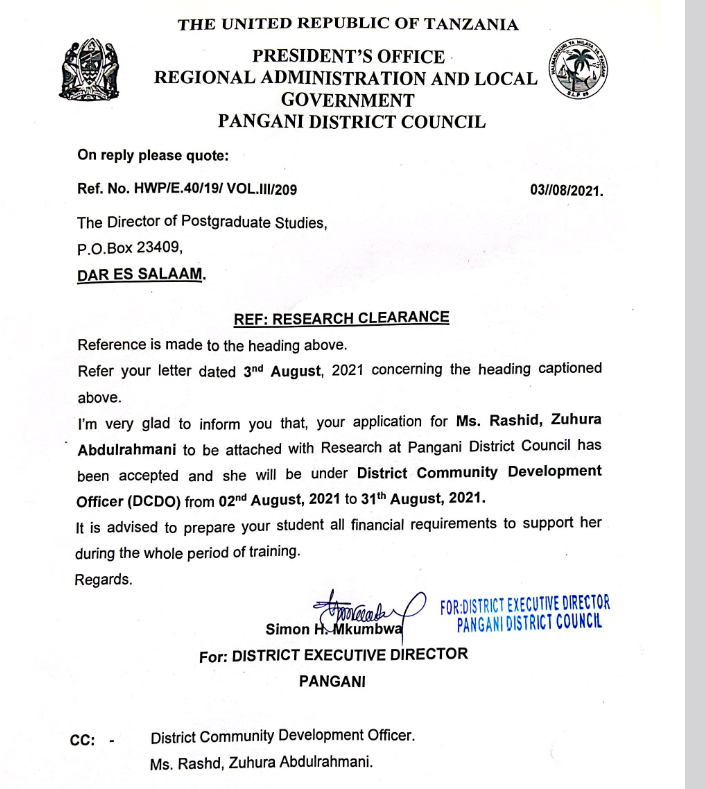 THE UNITED REPUBLIC OF TANZANIA
PRESIDENT'S OFFICE
REGIONAL ADMINISTRATION AND LOCAL
GOVERNMENT
PANGANI DISTRICT COUNCIL
HALMASHAURI YA WILAYA YA PANGANI
On reply please quote:
Ref. No. HWP/E.40/19/ VOL.III/209 03//08/2021.
The Director of Postgraduate Studies,
P.O.Box 23409,
DAR ES SALAAM.
REF: RESEARCH CLEARANCE
Reference is made to the heading above.
Refer your letter dated 3nd August, 2021 concerning the heading captioned
above.
I'm very glad to inform you that, your application for Ms. Rashid, Zuhura
Abdulrahmani to be attached with Research at Pangani District Council has
been accepted and she will be under District Community Development
Officer (DCDO) from 02nd August, 2021 to 31th August, 2021.
It is advised to prepare your student all financial requirements to support her
during the whole period of training.
Regards.
FOR:DISTRICT EXECUTIVE DIRECTOR
PANGANI DISTRICT COUNCIL
Simon H. Mkumbwa
For: DISTRICT EXECUTIVE DIRECTOR
PANGANI
CC: - District Community Development Officer.
Ms. Rashd, Zuhura Abdulrahmani.